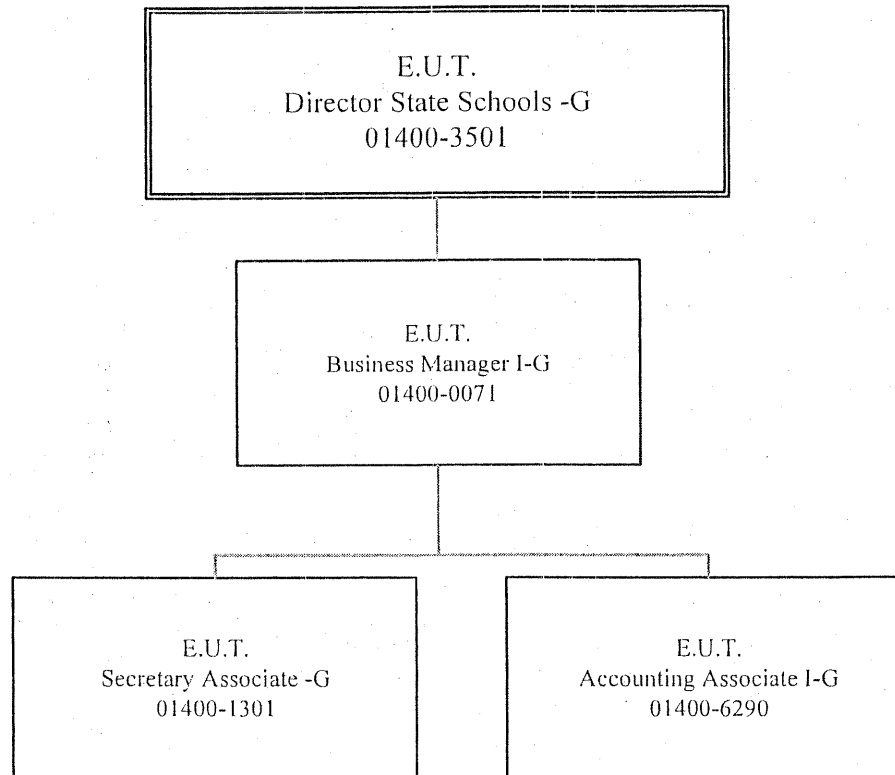 E.U.T.
Director State Schools -G
01400-3501
E.U.T.
Business Manager I-G
01400-0071
E.U.T.
Secretary Associate -G
01400-1301
E.U.T.
Accounting Associate I-G
01400-6290